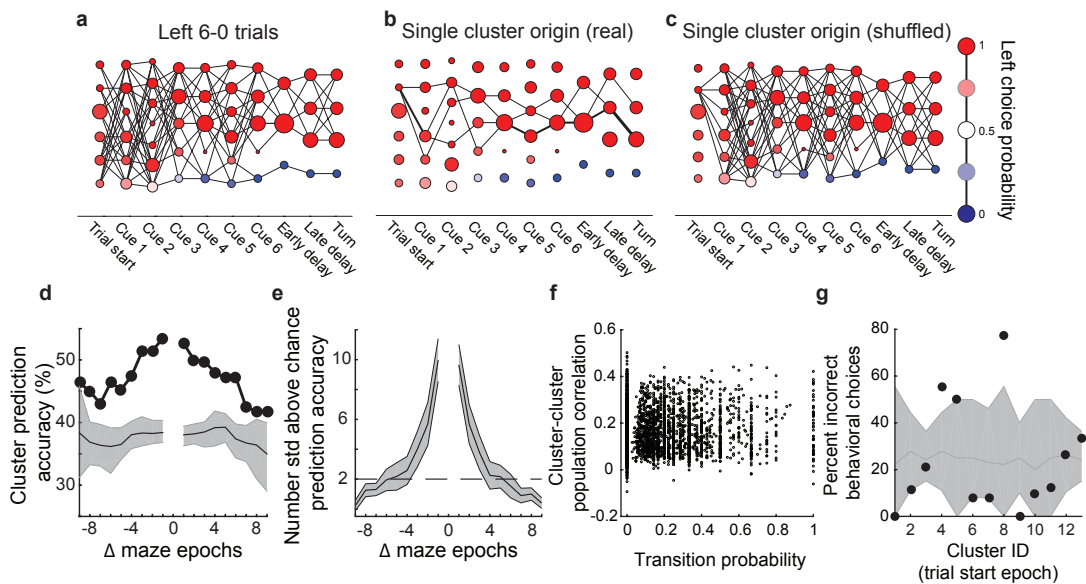 a
Left 6-0 trials
b
Single cluster origin (real)
c
Single cluster origin (shuffled)
Left choice probability
1
0.5
0
Trial start
Cue 1
Cue 2
Cue 3
Cue 4
Cue 5
Cue 6
Early delay
Late delay
Turn
Trial start
Cue 1
Cue 2
Cue 3
Cue 4
Cue 5
Cue 6
Early delay
Late delay
Turn
Trial start
Cue 1
Cue 2
Cue 3
Cue 4
Cue 5
Cue 6
Early delay
Late delay
Turn
d
Cluster prediction
accuracy (%)
50
40
30
-8
-4
0
4
8
Δ maze epochs
e
Number std above chance
prediction accuracy
10
6
2
-8
-4
0
4
8
Δ maze epochs
f
Cluster-cluster
population correlation
0.6
0.4
0.2
0
-0.2
0
0.2
0.4
0.6
0.8
1.0
Transition probability
g
Percent incorrect
behavioral choices
80
60
40
20
0
2
4
6
8
10
12
Cluster ID
(trial start epoch)